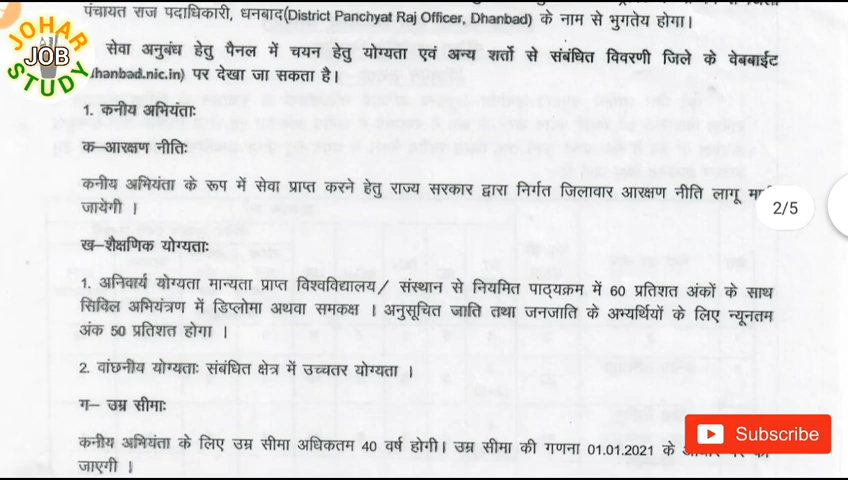 पंचायत राज पदाधिकारी, धनबाद(District Panchyat Raj Officer, Dhanbad) के नाम से भुगतेय होगा।
JOHAR
JOB
STUDY
सेवा अनुबंध हेतु पैनल में चयन हेतु योग्यता एवं अन्य शर्तो से संबंधित विवरणी जिले के वेबबाईट
hanbad.nic.in) पर देखा जा सकता है।
1. कनीय अभियंताः
क–आरक्षण नीतिः
कनीय अभियंता के रूप में सेवा प्राप्त करने हेतु राज्य सरकार द्वारा निर्गत जिलावार आरक्षण नीति लागू
जायेगी ।
2/5
ख–शैक्षणिक योग्यताः
1. अनिवार्य योग्यता मान्यता प्राप्त विश्वविद्यालय/ संस्थान से नियमित पाठ्यक्रम में 60 प्रतिशत अंकों के साथ
सिविल अभियंत्रण में डिप्लोमा अथवा समकक्ष । अनुसूचित जाति तथा जनजाति के अभ्यर्थियों के लिए न्यूनतम
अंक 50 प्रतिशत होगा ।
2. वांछनीय योग्यताः संबंधित क्षेत्र में उच्चतर योग्यता ।
ग– उम्र सीमाः
कनीय अभियंता के लिए उम्र सीमा अधिकतम 40 वर्ष होगी। उम्र सीमा की गणना 01.01.2021 के
जाएगी ।
Subscribe